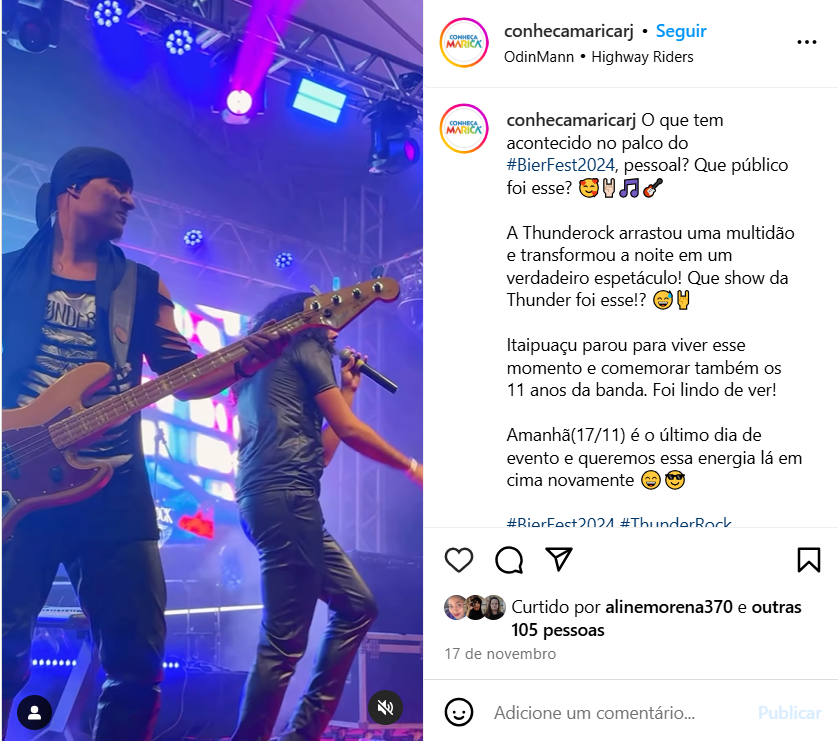 conhecamaricarj • Seguir
OdinMann • Highway Riders
CONHEÇA
MARICÁ
conhecamaricarj O que tem
acontecido no palco do
#BierFest2024, pessoal? Que público
foi esse? 🥰🤘🏻🎵🎸
A Thunderock arrastou uma multidão
e transformou a noite em um
verdadeiro espetáculo! Que show da
Thunder foi esse!? 😅🤘
Itaipuaçu parou para viver esse
momento e comemorar também os
11 anos da banda. Foi lindo de ver!
Amanhã(17/11) é o último dia de
evento e queremos essa energia lá em
cima novamente 😄😎
#BierFest2024 #ThunderRock
Curtido por alinemorena370 e outras
105 pessoas
17 de novembro
Adicione um comentário... Publicar